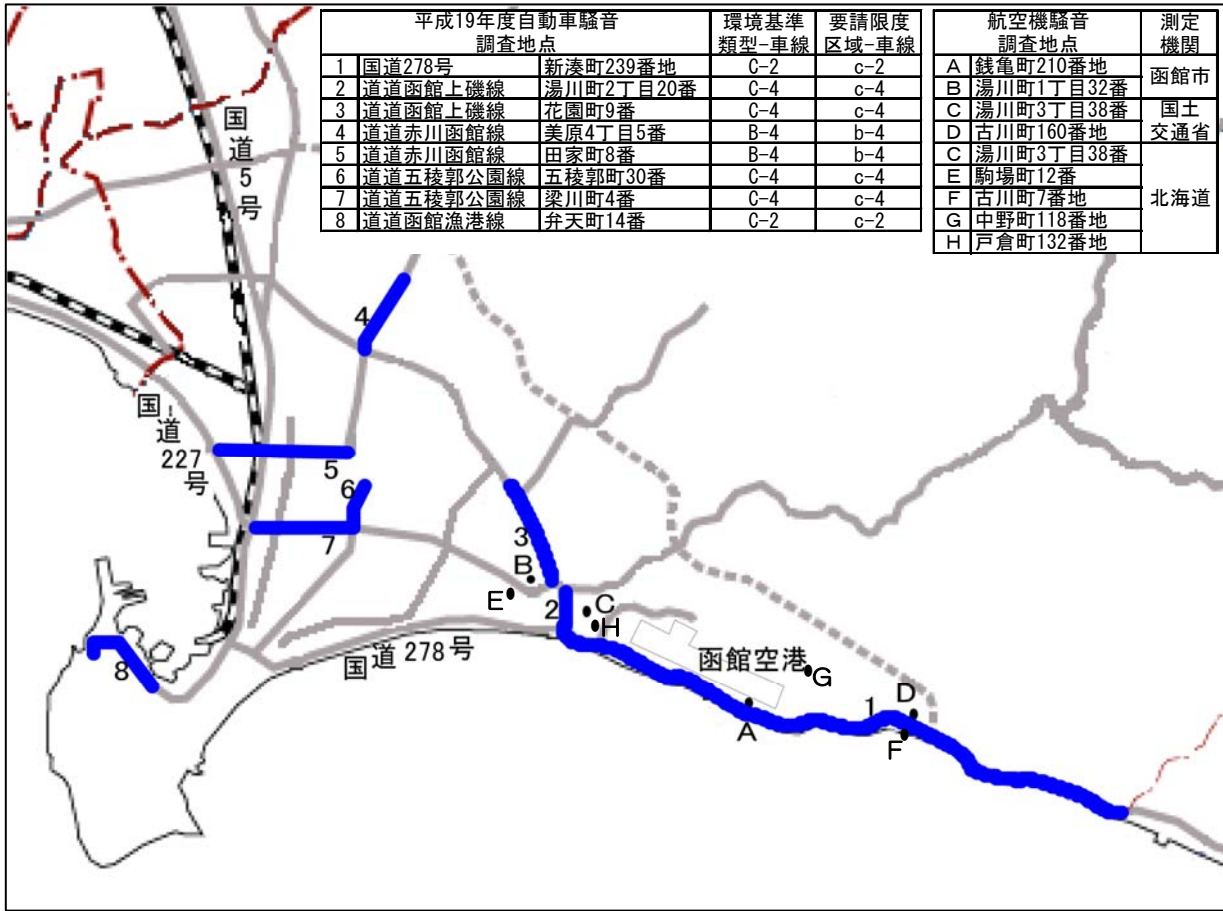 平成19年度自動車騒音 調査地点 環境基準 類型-車線 要請限度 区域-車線
1 国道278号 新湊町239番地 C-2 c-2
2 道道函館上磯線 湯川町2丁目20番 C-4 c-4
3 道道函館上磯線 花園町9番 C-4 c-4
4 道道赤川函館線 美原4丁目5番 B-4 b-4
5 道道赤川函館線 田家町8番 B-4 b-4
6 道道五稜郭公園線 五稜郭町30番 C-4 c-4
7 道道五稜郭公園線 梁川町4番 C-4 c-4
8 道道函館漁港線 弁天町14番 C-2 c-2
航空機騒音 調査地点 測定 機関
A 銭亀町210番地 函館市
B 湯川町1丁目32番
C 湯川町3丁目38番 国土
D 古川町160番地 交通省
C 湯川町3丁目38番
E 駒場町12番
F 古川町7番地 北海道
G 中野町118番地
H 戸倉町132番地
国道5号
4
国道227号
5
6
7
3
B
E
2
C
H
国道278号
8
函館空港
G
A
1
D
F